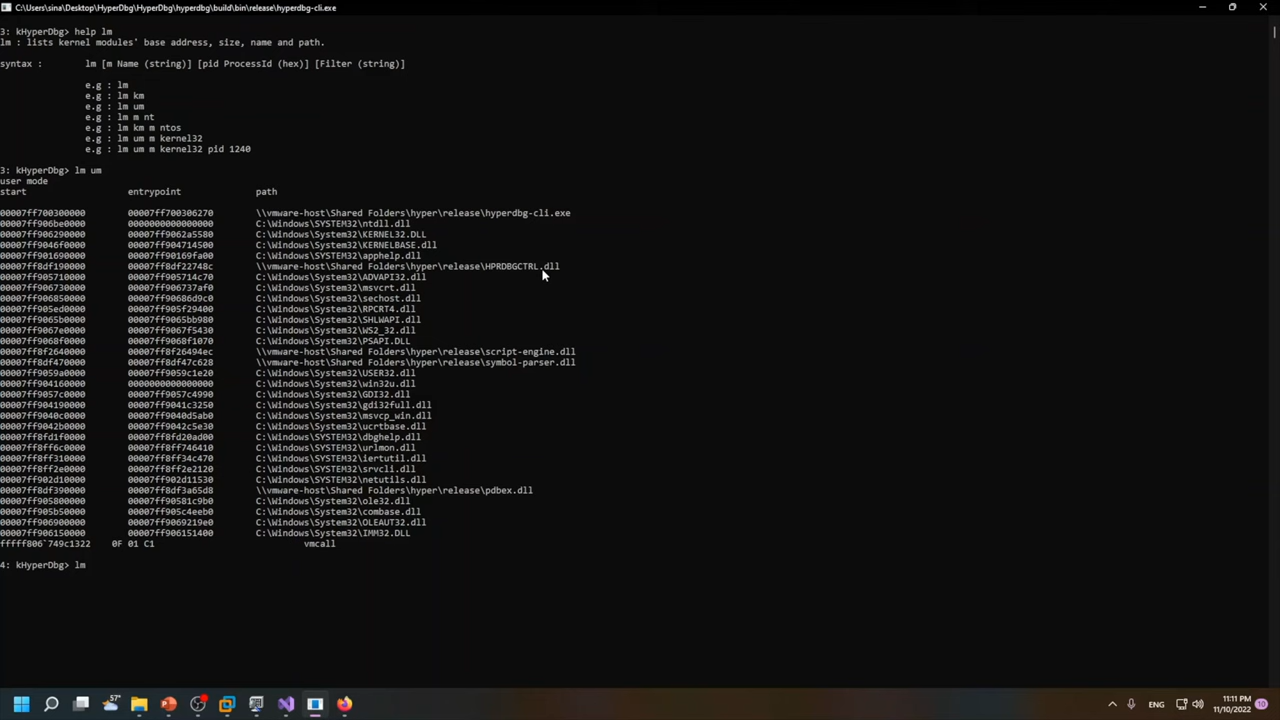 C:\Users\sina\Desktop\HyperDbg\HyperDbg\hyperdbg\build\bin\release\hyperdbg-cli.exe
3: kHyperDbg> help lm
lm : lists kernel modules' base address, size, name and path.
syntax : lm [m Name (string)] [pid ProcessId (hex)] [Filter (string)]
e.g : lm
e.g : lm km
e.g : lm um
e.g : lm m nt
e.g : lm km m ntos
e.g : lm um m kernel32
e.g : lm um m kernel32 pid 1240
3: kHyperDbg> lm um
user mode
start entrypoint path
00007ff700300000 00007ff700306270 \\vmware-host\Shared Folders\hyper\release\hyperdbg-cli.exe
00007ff906be0000 0000000000000000 C:\Windows\SYSTEM32\ntdll.dll
00007ff906290000 00007ff9062a5580 C:\Windows\System32\KERNEL32.DLL
00007ff9046f0000 00007ff904714500 C:\Windows\System32\KERNELBASE.dll
00007ff901690000 00007ff90169fa00 C:\Windows\SYSTEM32\apphelp.dll
00007ff8df190000 00007ff8df22748c \\vmware-host\Shared Folders\hyper\release\HPRDBGCTRL.dll
00007ff905710000 00007ff905714c70 C:\Windows\System32\ADVAPI32.dll
00007ff906730000 00007ff906737af0 C:\Windows\System32\msvcrt.dll
00007ff906850000 00007ff90686d9c0 C:\Windows\System32\sechost.dll
00007ff905ed0000 00007ff905f29400 C:\Windows\System32\RPCRT4.dll
00007ff9065b0000 00007ff9065bb980 C:\Windows\System32\SHLWAPI.dll
00007ff9067e0000 00007ff9067f5430 C:\Windows\System32\WS2_32.dll
00007ff9068f0000 00007ff9068f1070 C:\Windows\System32\PSAPI.DLL
00007ff8f2640000 00007ff8f26494ec \\vmware-host\Shared Folders\hyper\release\script-engine.dll
00007ff8df470000 00007ff8df47c628 \\vmware-host\Shared Folders\hyper\release\symbol-parser.dll
00007ff9059a0000 00007ff9059c1e20 C:\Windows\System32\USER32.dll
00007ff904160000 0000000000000000 C:\Windows\System32\win32u.dll
00007ff9057c0000 00007ff9057c4990 C:\Windows\System32\GDI32.dll
00007ff904190000 00007ff9041c3250 C:\Windows\System32\gdi32full.dll
00007ff9040c0000 00007ff9040d5ab0 C:\Windows\System32\msvcp_win.dll
00007ff9042b0000 00007ff9042c5e30 C:\Windows\System32\ucrtbase.dll
00007ff8fd1f0000 00007ff8fd20ad00 C:\Windows\SYSTEM32\dbghelp.dll
00007ff8ff6c0000 00007ff8ff746410 C:\Windows\SYSTEM32\urlmon.dll
00007ff8ff310000 00007ff8ff34c470 C:\Windows\SYSTEM32\iertutil.dll
00007ff8ff2e0000 00007ff8ff2e2120 C:\Windows\SYSTEM32\srvcli.dll
00007ff902d10000 00007ff902d11530 C:\Windows\SYSTEM32\netutils.dll
00007ff8df390000 00007ff8df3a65d8 \\vmware-host\Shared Folders\hyper\release\pdbex.dll
00007ff905800000 00007ff90581c9b0 C:\Windows\System32\ole32.dll
00007ff905b50000 00007ff905c4eeb0 C:\Windows\System32\combase.dll
00007ff906900000 00007ff9069219e0 C:\Windows\System32\OLEAUT32.dll
00007ff906150000 00007ff906151400 C:\Windows\System32\IMM32.DLL
fffff806`749c1322 0F 01 C1 vmcall
4: kHyperDbg> lm
57°
ENG
11:11 PM
11/10/2022
10